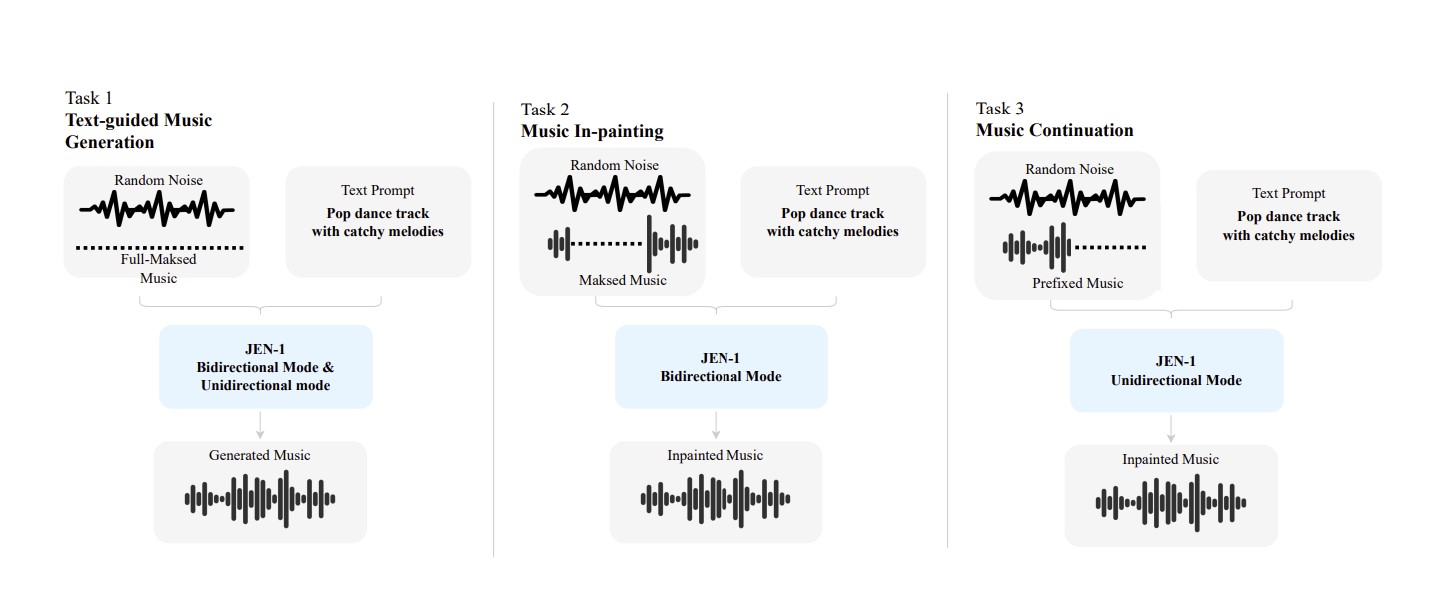 Task 1
Text-guided Music
Generation
Random Noise
Full-Maksed
Music
Text Prompt
Pop dance track
with catchy melodies
JEN-1
Bidirectional Mode &
Unidirectional mode
Generated Music
Task 2
Music In-painting
Random Noise
Maksed Music
Text Prompt
Pop dance track
with catchy melodies
JEN-1
Bidirectional Mode
Inpainted Music
Task 3
Music Continuation
Random Noise
Prefixed Music
Text Prompt
Pop dance track
with catchy melodies
JEN-1
Unidirectional Mode
Inpainted Music